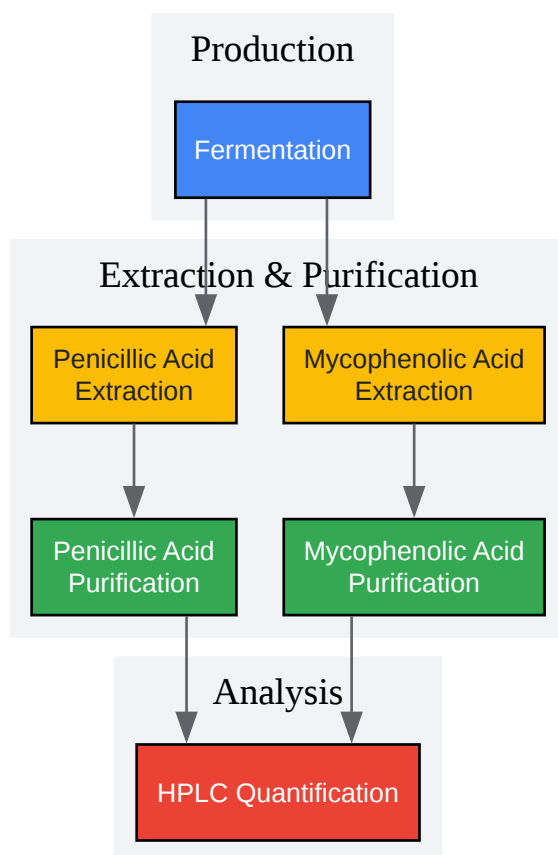 Production
Fermentation
Extraction & Purification
Penicillic Acid
Extraction
Mycophenolic Acid
Extraction
Penicillic Acid
Purification
Mycophenolic Acid
Purification
Analysis
HPLC Quantification